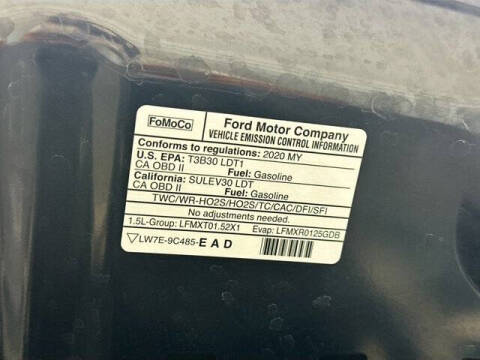 FoMoCo
Ford Motor Company
VEHICLE EMISSION CONTROL INFORMATION
Conforms to regulations: 2020 MY
U.S. EPA: T3B30 LDT1
CA OBD II Fuel: Gasoline
California: SULEV30 LDT
CA OBD II Fuel: Gasoline
TWC/WR-HO2S/HO2S/TC/CAC/DFI/SFI
No adjustments needed.
1.5L-Group: LFMXT01.52X1 Evap: LFMXR0125GDB
LW7E-9C485-E A D